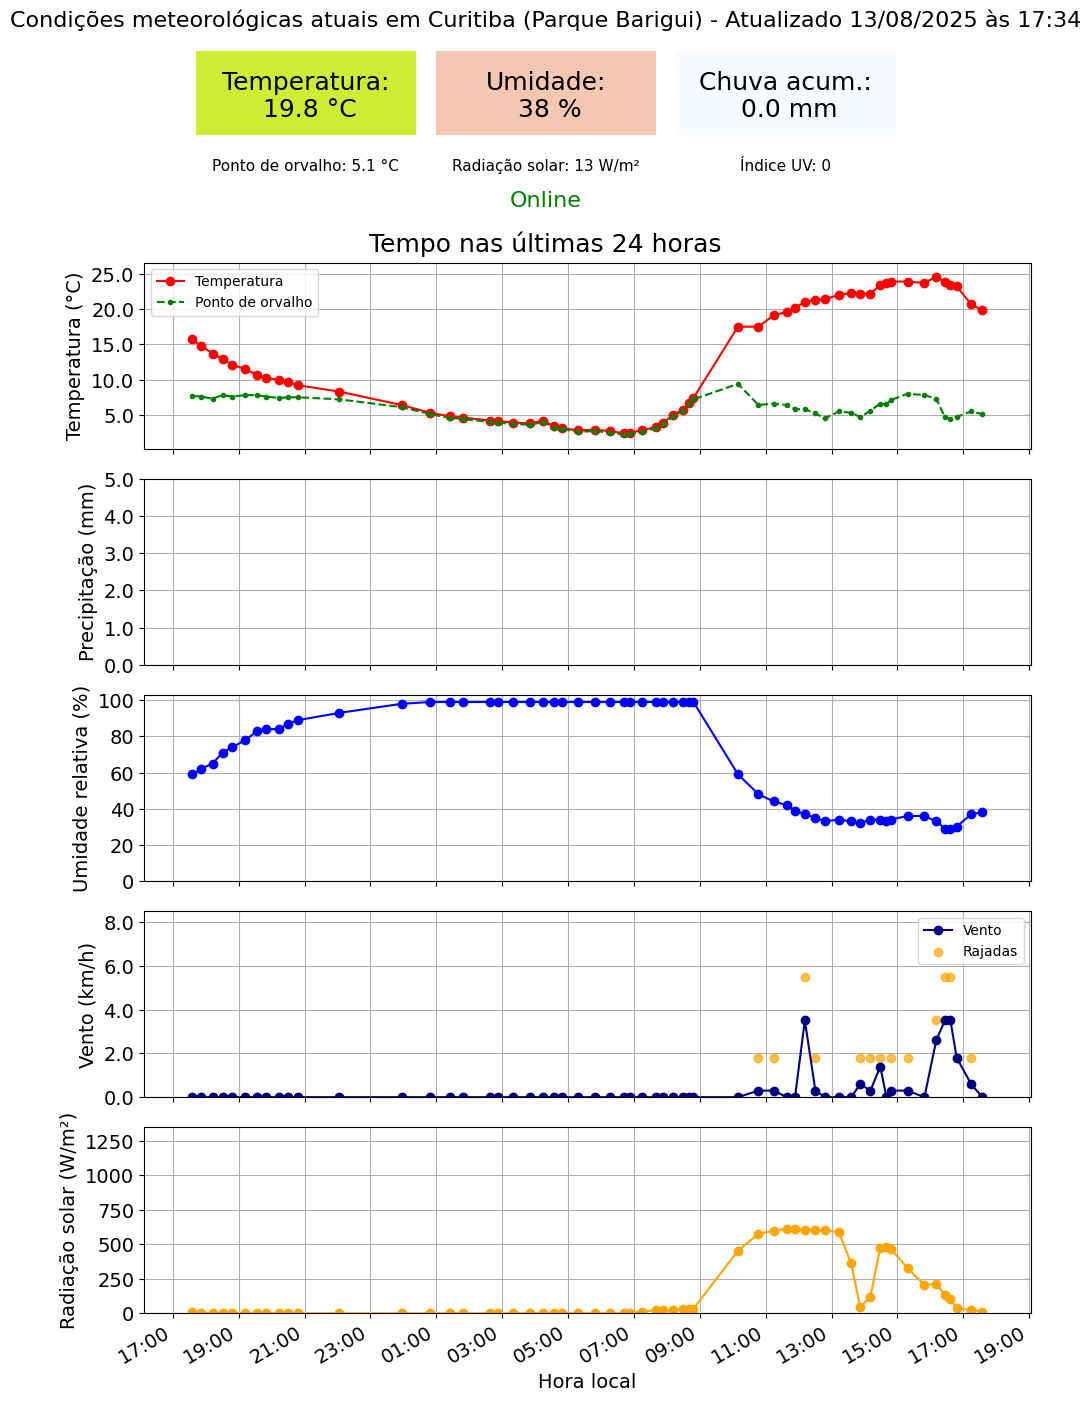 Condições meteorológicas atuais em Curitiba (Parque Barigui) - Atualizado 13/08/2025 às 17:34
Temperatura:
19.8 °C
Umidade:
38 %
Chuva acum.:
0.0 mm
Ponto de orvalho: 5.1 °C
Radiação solar: 13 W/m²
Índice UV: 0
Online
Tempo nas últimas 24 horas
Temperatura (°C)
25.0
20.0
15.0
10.0
5.0
Temperatura
Ponto de orvalho
Precipitação (mm)
5.0
4.0
3.0
2.0
1.0
0.0
Umidade relativa (%)
100
80
60
40
20
0
Vento (km/h)
8.0
6.0
4.0
2.0
0.0
Vento
Rajadas
Radiação solar (W/m²)
1250
1000
750
500
250
0
17:00
19:00
21:00
23:00
01:00
03:00
05:00
07:00
09:00
11:00
13:00
15:00
17:00
19:00
Hora local